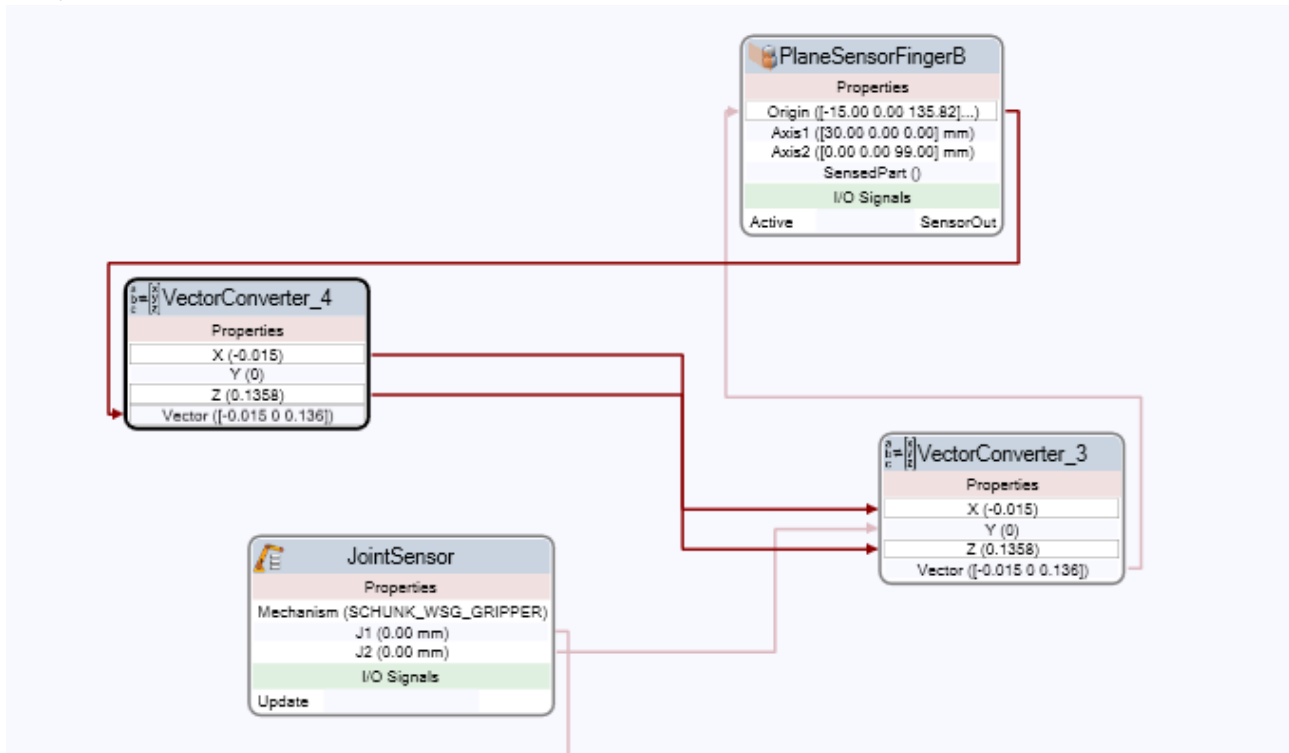 PlaneSensorFingerB
Properties
Origin ([-15.00 0.00 135.82]...)
Axis1 ([30.00 0.00 0.00] mm)
Axis2 ([0.00 0.00 99.00] mm)
SensedPart ()
I/O Signals
Active SensorOut
a b c = [x y z] VectorConverter_4
Properties
X (-0.015)
Y (0)
Z (0.1358)
Vector ([-0.015 0 0.136])
a b c = [x y z] VectorConverter_3
Properties
X (-0.015)
Y (0)
Z (0.1358)
Vector ([-0.015 0 0.136])
JointSensor
Properties
Mechanism (SCHUNK_WSG_GRIPPER)
J1 (0.00 mm)
J2 (0.00 mm)
I/O Signals
Update